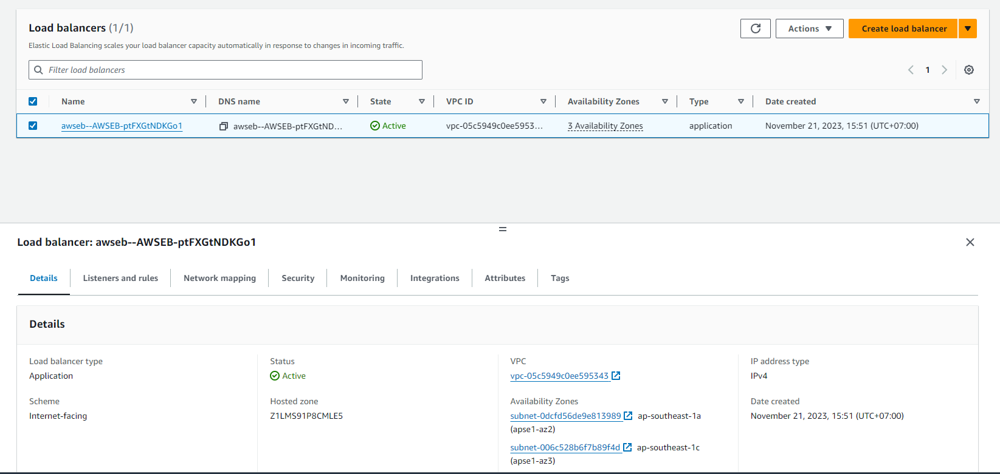 Load balancers (1/1)
Actions
Create load balancer
Elastic Load Balancing scales your load balancer capacity automatically in response to changes in incoming traffic.
Filter load balancers
1
Name
DNS name
State
VPC ID
Availability Zones
Type
Date created
awseb--AWSEB-ptFXGtNDKGo1
awseb--AWSEB-ptFXGtND...
Active
vpc-05c5949c0ee5953...
3 Availability Zones
application
November 21, 2023, 15:51 (UTC+07:00)
Load balancer: awseb--AWSEB-ptFXGtNDKGo1
Details
Listeners and rules
Network mapping
Security
Monitoring
Integrations
Attributes
Tags
Details
Load balancer type
Application
Status
Active
VPC
vpc-05c5949c0ee595343
IP address type
IPv4
Scheme
Internet-facing
Hosted zone
Z1LMS91P8CMLE5
Availability Zones
subnet-0dcfd56de9e813989 ap-southeast-1a
(apse1-az2)
subnet-006c528b6f7b89f4d ap-southeast-1c
(apse1-az3)
Date created
November 21, 2023, 15:51 (UTC+07:00)